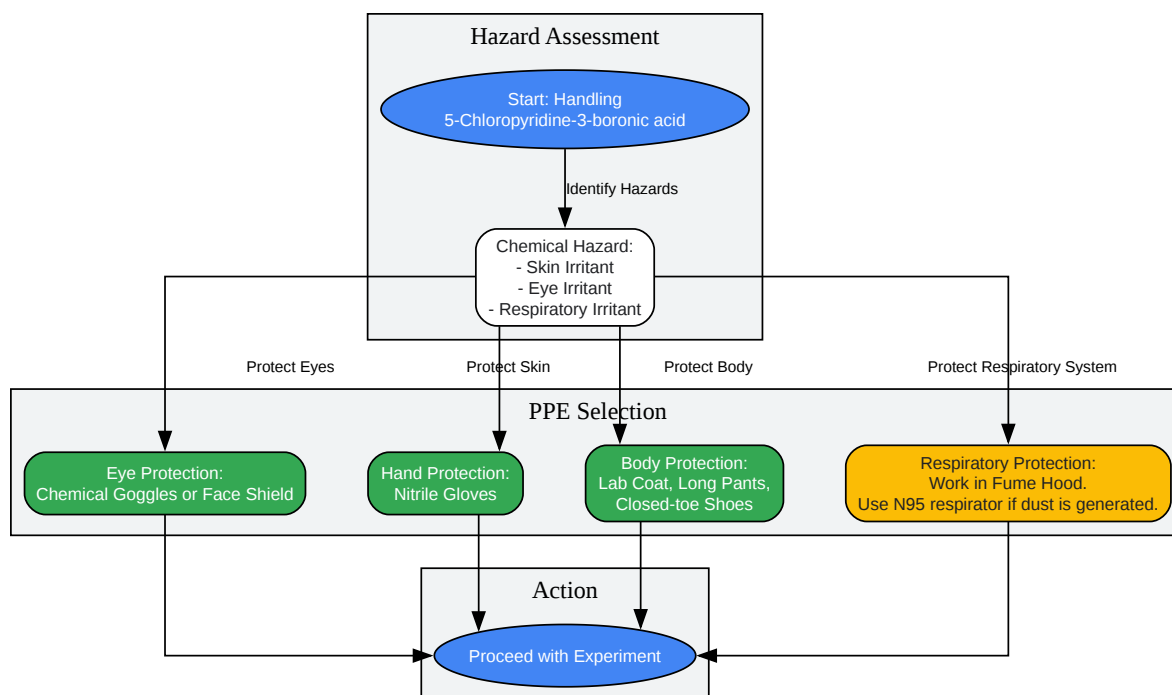 Hazard Assessment
Start: Handling
5-Chloropyridine-3-boronic acid
Identify Hazards
Chemical Hazard:
- Skin Irritant
- Eye Irritant
- Respiratory Irritant
Protect Eyes
Protect Skin
Protect Body
Protect Respiratory System
PPE Selection
Eye Protection:
Chemical Goggles or Face Shield
Hand Protection:
Nitrile Gloves
Body Protection:
Lab Coat, Long Pants,
Closed-toe Shoes
Respiratory Protection:
Work in Fume Hood.
Use N95 respirator if dust is generated.
Action
Proceed with Experiment